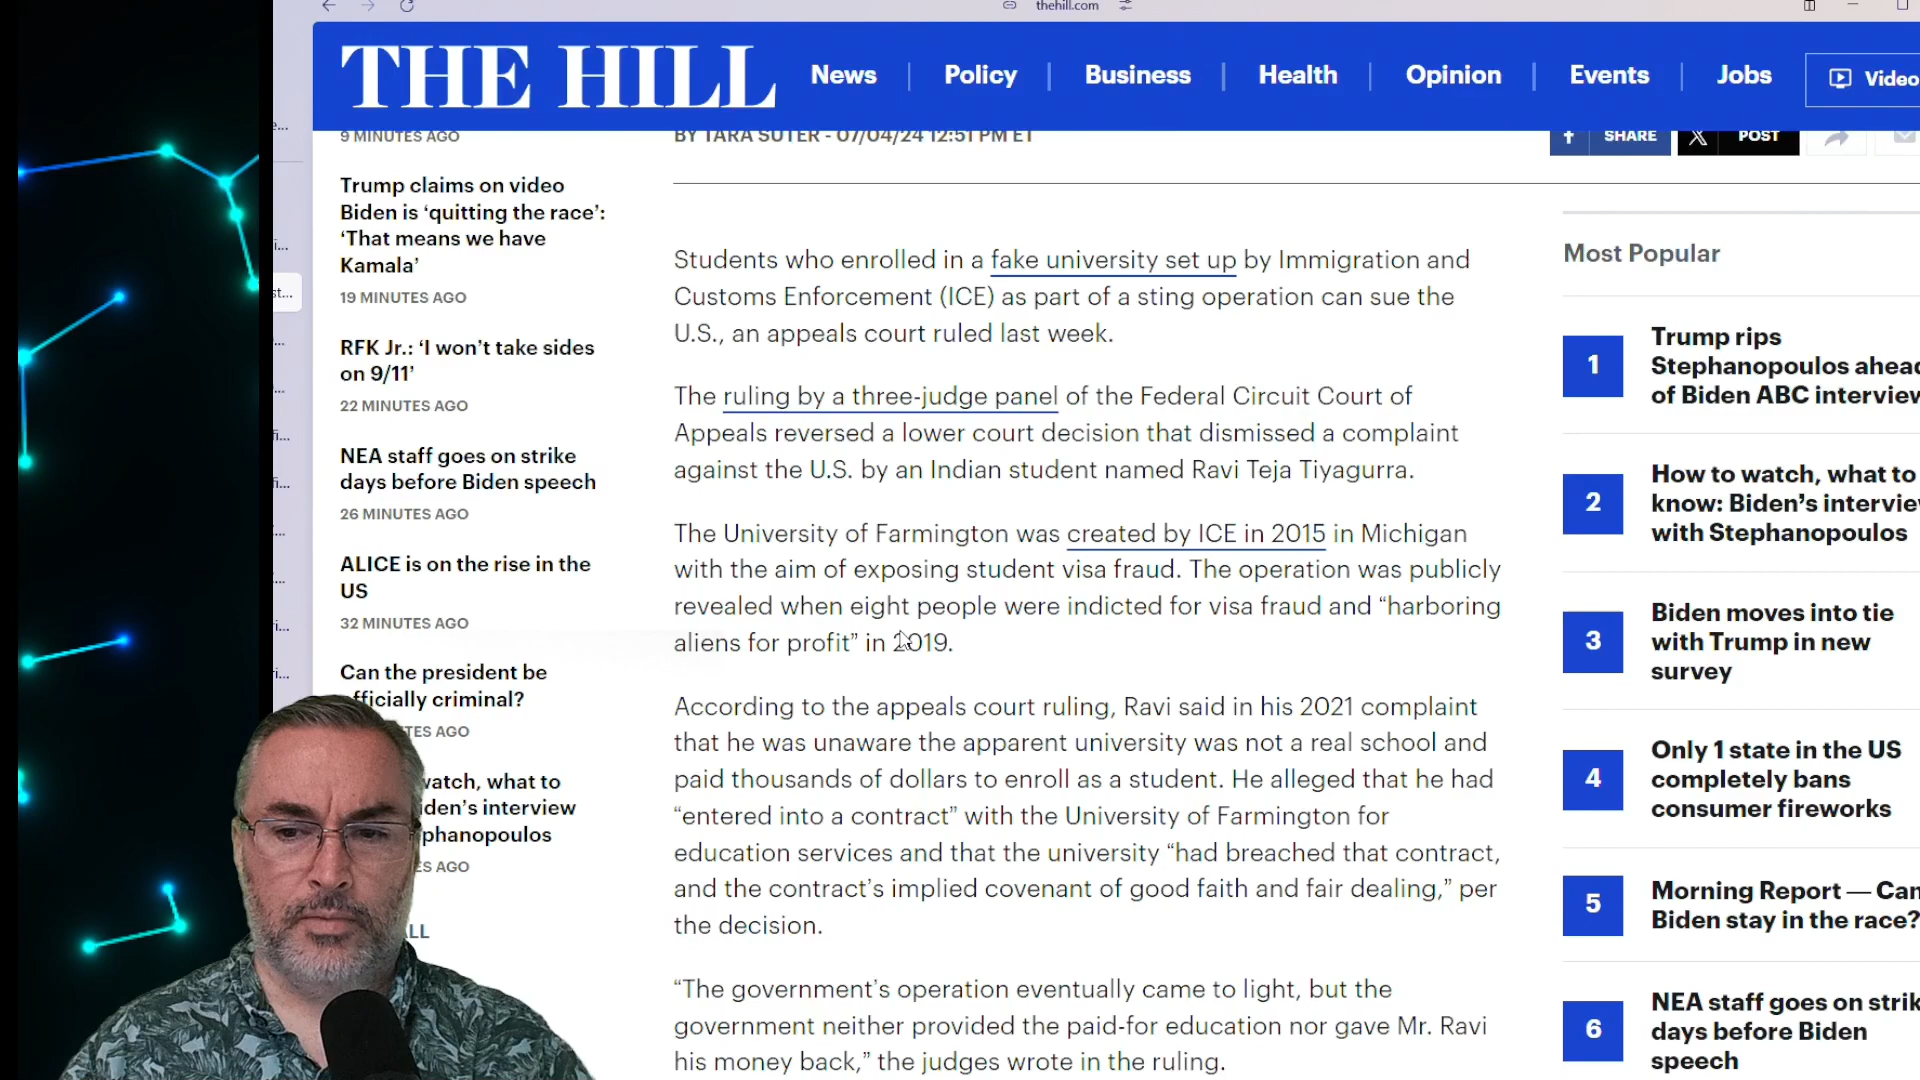 thehill.com
THE HILL
News
Policy
Business
Health
Opinion
Events
Jobs
Video
9 MINUTES AGO
Trump claims on video
Biden is ‘quitting the race’:
‘That means we have
Kamala’
19 MINUTES AGO
RFK Jr.: ‘I won’t take sides
on 9/11’
22 MINUTES AGO
NEA staff goes on strike
days before Biden speech
26 MINUTES AGO
ALICE is on the rise in the
US
32 MINUTES AGO
Can the president be
officially criminal?
TES AGO
watch, what to
iden’s interview
phanopoulos
ES AGO
ALL
BY TARA SUTER - 07/04/24 12:51 PM ET
SHARE
POST
Students who enrolled in a fake university set up by Immigration and
Customs Enforcement (ICE) as part of a sting operation can sue the
U.S., an appeals court ruled last week.
The ruling by a three-judge panel of the Federal Circuit Court of
Appeals reversed a lower court decision that dismissed a complaint
against the U.S. by an Indian student named Ravi Teja Tiyagurra.
The University of Farmington was created by ICE in 2015 in Michigan
with the aim of exposing student visa fraud. The operation was publicly
revealed when eight people were indicted for visa fraud and “harboring
aliens for profit” in 2019.
According to the appeals court ruling, Ravi said in his 2021 complaint
that he was unaware the apparent university was not a real school and
paid thousands of dollars to enroll as a student. He alleged that he had
“entered into a contract” with the University of Farmington for
education services and that the university “had breached that contract,
and the contract’s implied covenant of good faith and fair dealing,” per
the decision.
“The government’s operation eventually came to light, but the
government neither provided the paid-for education nor gave Mr. Ravi
his money back,” the judges wrote in the ruling.
Most Popular
1
Trump rips
Stephanopoulos ahead
of Biden ABC interview
2
How to watch, what to
know: Biden’s intervie
with Stephanopoulos
3
Biden moves into tie
with Trump in new
survey
4
Only 1 state in the US
completely bans
consumer fireworks
5
Morning Report — Can
Biden stay in the race?
6
NEA staff goes on strik
days before Biden
speech